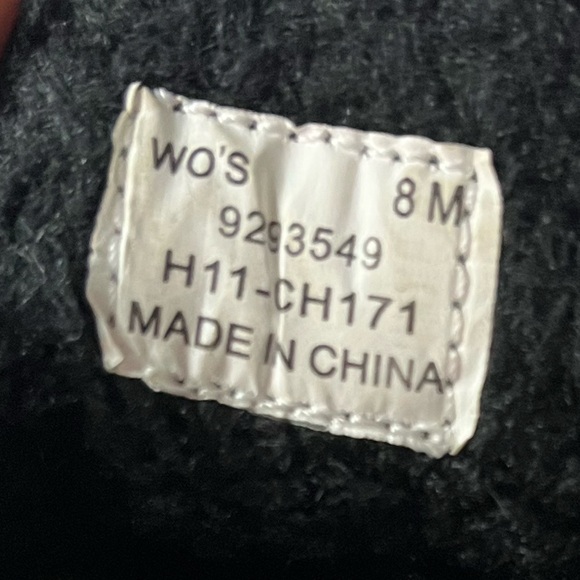 WO'S 8 M
9293549
H11-CH171
MADE IN CHINA